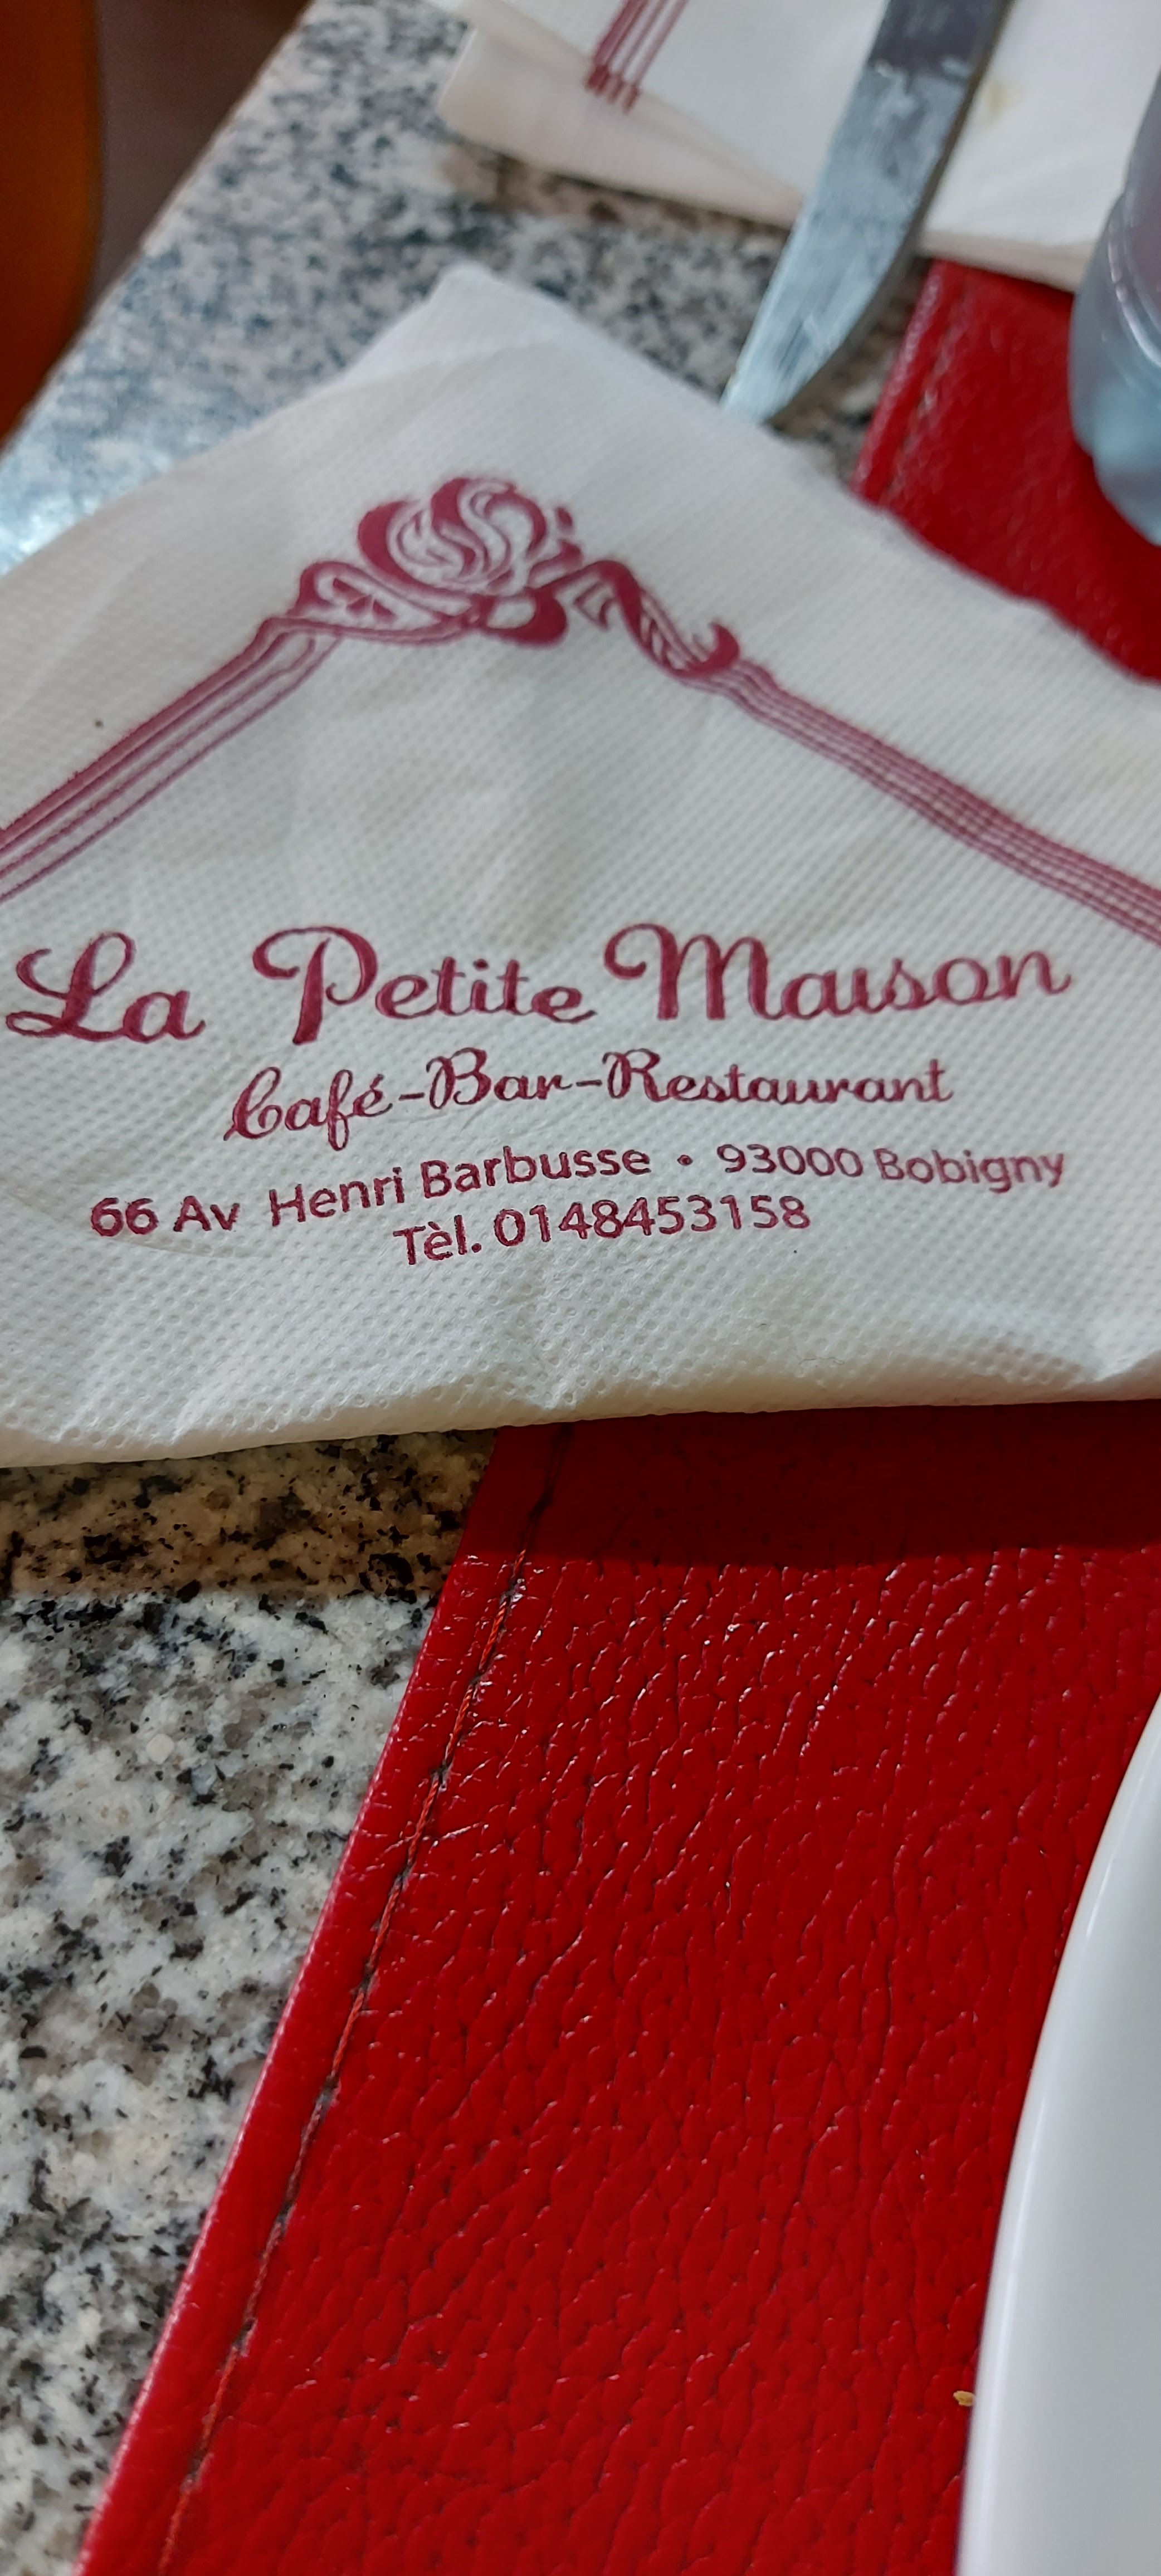 La Petite Maison
Café-Bar-Restaurant
66 Av Henri Barbusse • 93000 Bobigny
Tèl. 0148453158